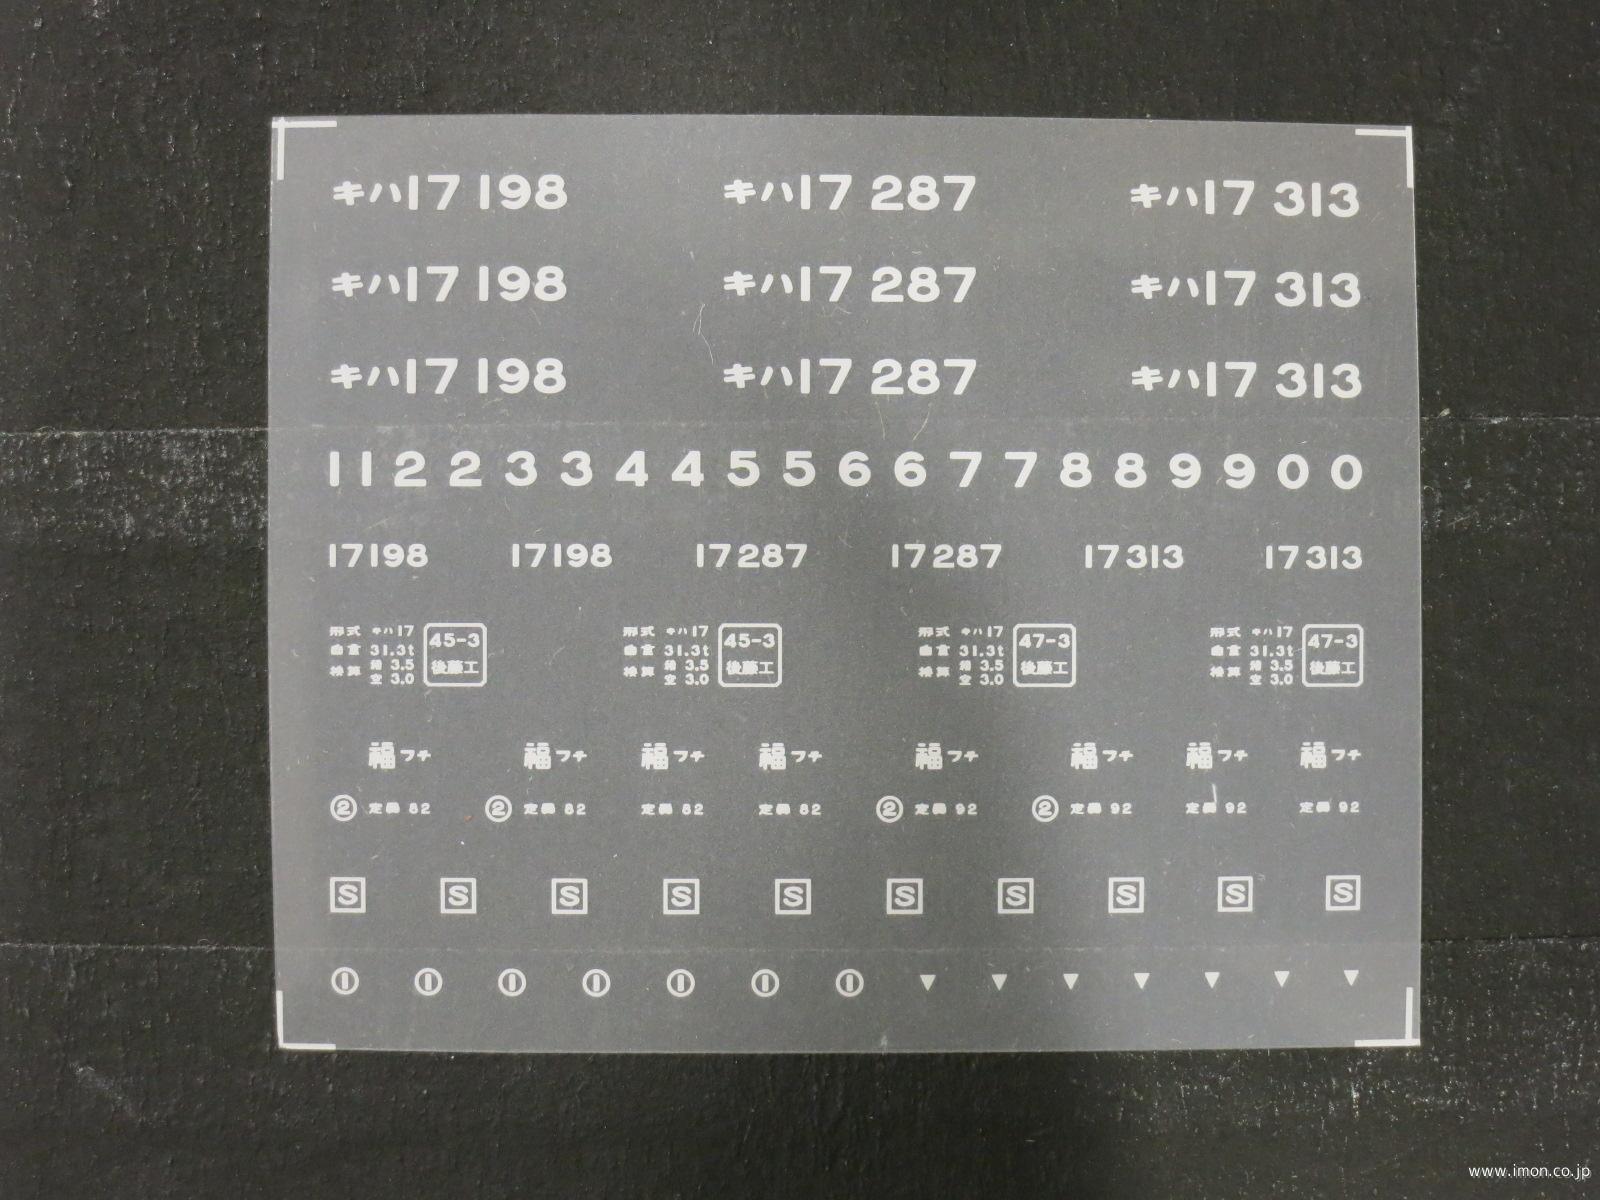 キハ17 198 キハ17 287 キハ17 313
キハ17 198 キハ17 287 キハ17 313
キハ17 198 キハ17 287 キハ17 313
1 1 2 2 3 3 4 4 5 5 6 6 7 7 8 8 9 9 0 0
17198 17198 17287 17287 17313 17313
形式 キハ17 45-3 形式 キハ17 45-3 形式 キハ17 47-3 形式 キハ17 47-3
自重 31.3t 自重 31.3t 自重 31.3t 自重 31.3t
換算 積 3.5 後藤工 換算 積 3.5 後藤工 換算 積 3.5 後藤工 換算 積 3.5 後藤工
空 3.0 空 3.0 空 3.0 空 3.0
福フチ 福フチ 福フチ 福フチ 福フチ 福フチ 福フチ 福フチ
② 定員 82 ② 定員 82 定員 82 定員 82 ② 定員 92 ② 定員 92 定員 92 定員 92
S S S S S S S S S S
① ① ① ① ① ① ① ▼ ▼ ▼ ▼ ▼ ▼ ▼
www.imon.co.jp